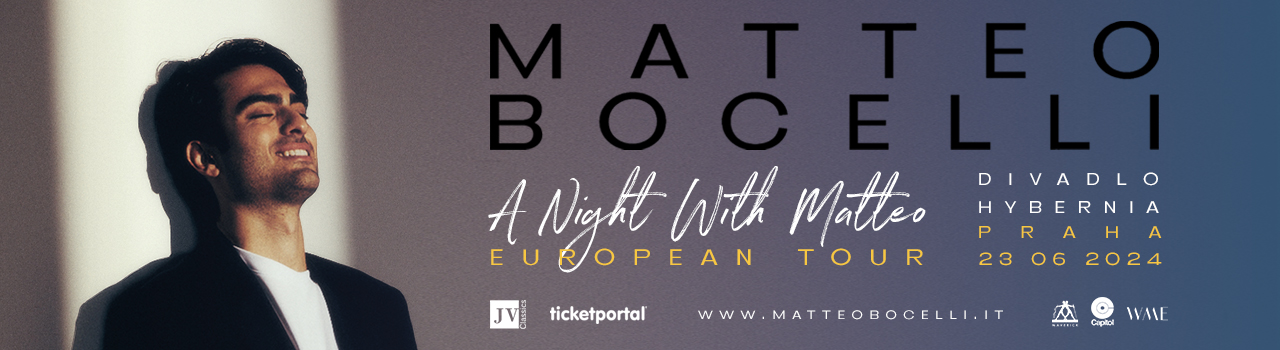 MATTEO
BOCELLI
A Night With Matteo
EUROPEAN TOUR
DIVADLO
HYBERNIA
PRAHA
23 06 2024
JV Classics
ticketportal
WWW.MATTEOBOCELLI.IT
MAVERICK
Capitol
WME